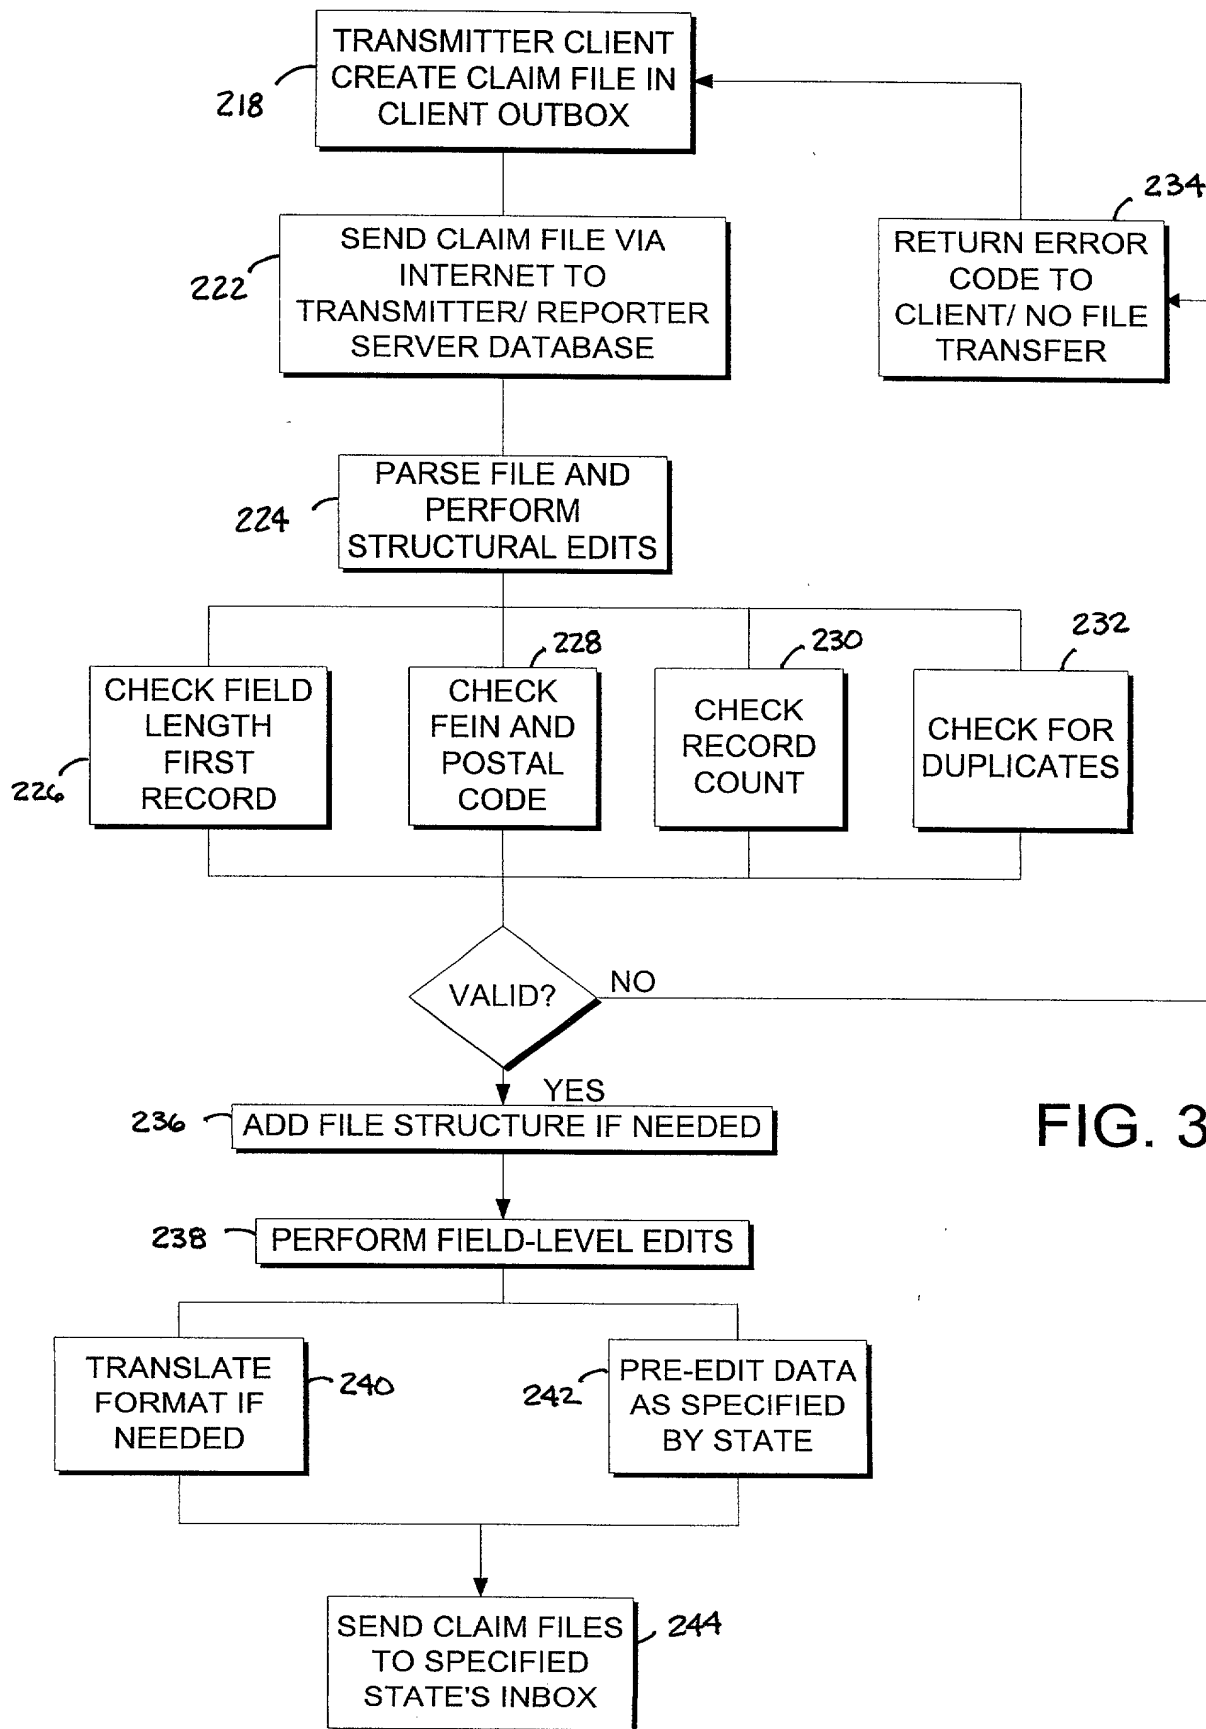 TRANSMITTER CLIENT
CREATE CLAIM FILE IN
CLIENT OUTBOX
218
234
SEND CLAIM FILE VIA
INTERNET TO
TRANSMITTER/ REPORTER
SERVER DATABASE
222
RETURN ERROR
CODE TO
CLIENT/ NO FILE
TRANSFER
PARSE FILE AND
PERFORM
STRUCTURAL EDITS
224
228
230
232
CHECK FIELD
LENGTH
FIRST
RECORD
226
CHECK
FEIN AND
POSTAL
CODE
CHECK
RECORD
COUNT
CHECK FOR
DUPLICATES
VALID?
NO
YES
236
ADD FILE STRUCTURE IF NEEDED
FIG. 3
238
PERFORM FIELD-LEVEL EDITS
TRANSLATE
FORMAT IF
NEEDED
240
242
PRE-EDIT DATA
AS SPECIFIED
BY STATE
SEND CLAIM FILES
TO SPECIFIED
STATE'S INBOX
244